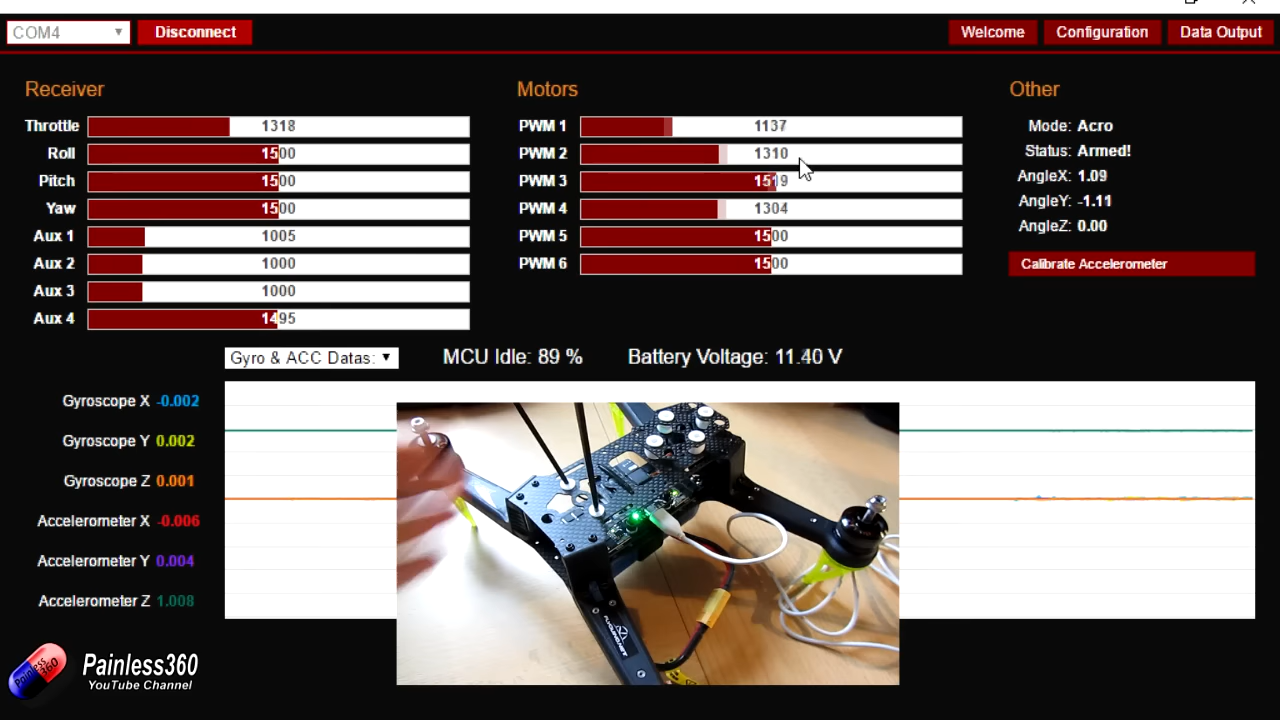 COM4 Disconnect Welcome Configuration Data Output
Receiver Motors Other
Throttle 1318 PWM 1 1137 Mode: Acro
Roll 1500 PWM 2 1310 Status: Armed!
Pitch 1500 PWM 3 1519 AngleX: 1.09
Yaw 1500 PWM 4 1304 AngleY: -1.11
AngleZ: 0.00
Aux 1 1005 PWM 5 1500
Aux 2 1000 PWM 6 1500 Calibrate Accelerometer
Aux 3 1000
Aux 4 1495
Gyro & ACC Datas: MCU Idle: 89 % Battery Voltage: 11.40 V
Gyroscope X -0.002
Gyroscope Y 0.002
Gyroscope Z 0.001
Accelerometer X -0.006
Accelerometer Y 0.004
Accelerometer Z 1.008
Painless360
Painless360
YouTube Channel